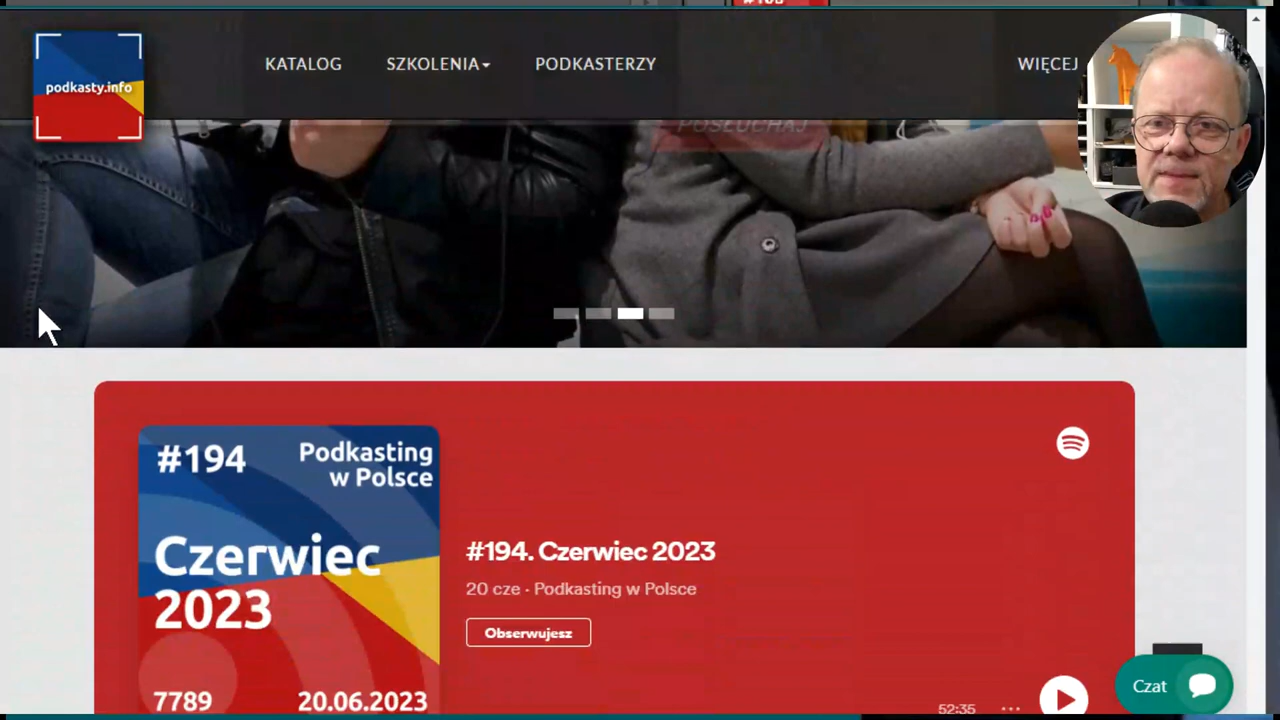 podkasty.info
KATALOG
SZKOLENIA
PODKASTERZY
WIĘCEJ
POSŁUCHAJ
#194
Podkasting
w Polsce
Czerwiec
2023
7789
20.06.2023
#194. Czerwiec 2023
20 cze · Podkasting w Polsce
Obserwujesz
52:35
Czat